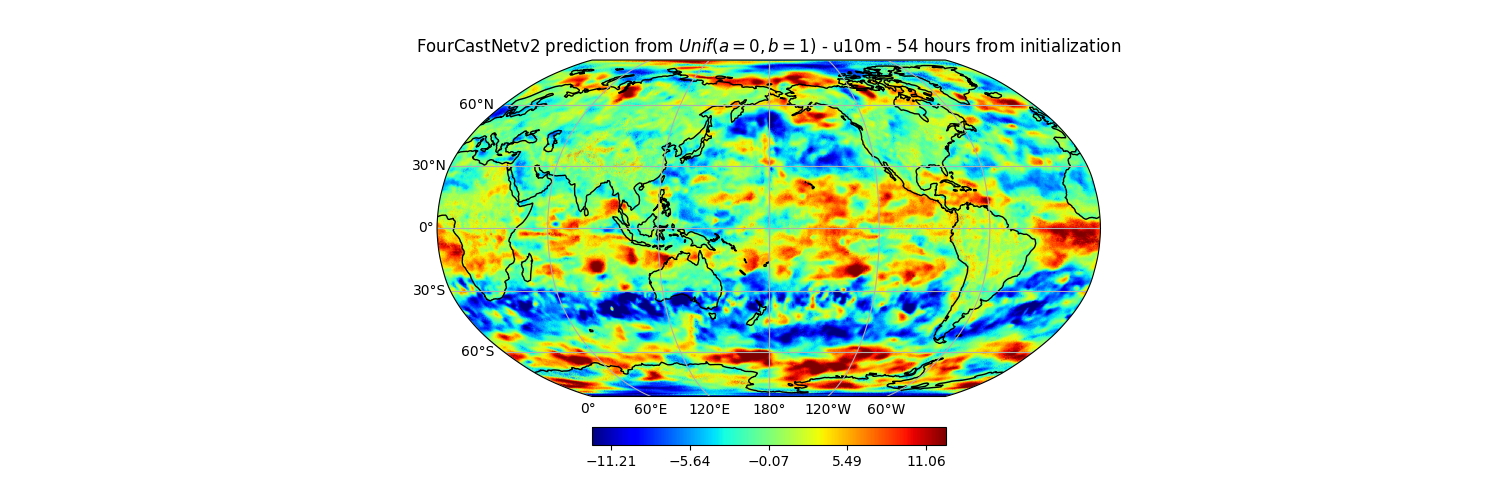 FourCastNetv2 prediction from Unif(a = 0, b = 1) - u10m - 54 hours from initialization
60°N
30°N
0°
30°S
60°S
0° 60°E 120°E 180° 120°W 60°W
−11.21 −5.64 −0.07 5.49 11.06